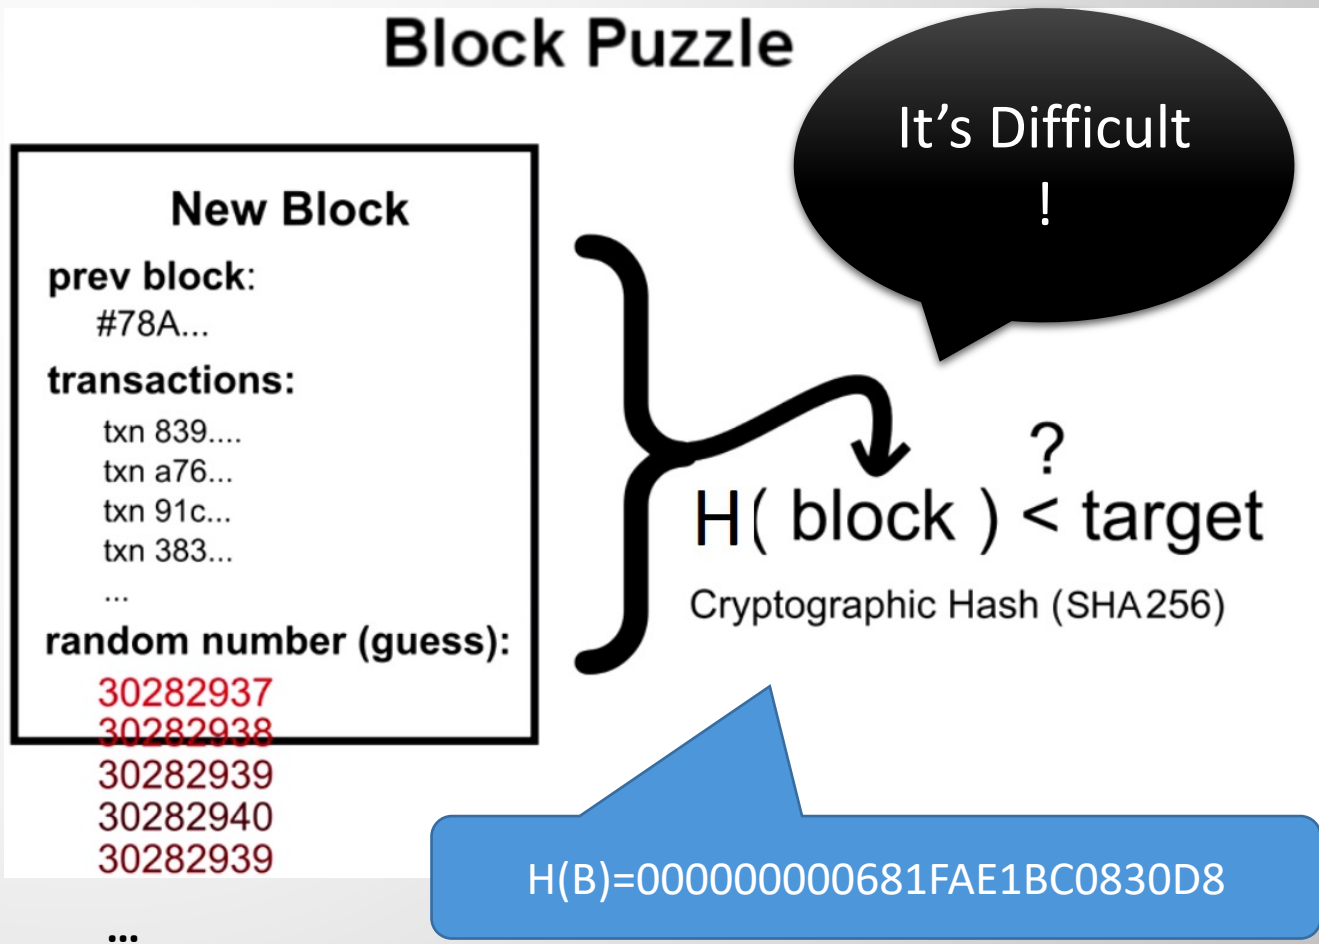 Block Puzzle
It's Difficult
!
New Block
prev block:
#78A...
transactions:
txn 839....
txn a76...
txn 91c...
txn 383...
...
random number (guess):
30282937
30282938
30282939
30282940
30282939
...
?
H( block ) < target
Cryptographic Hash (SHA256)
H(B)=000000000681FAE1BC0830D8